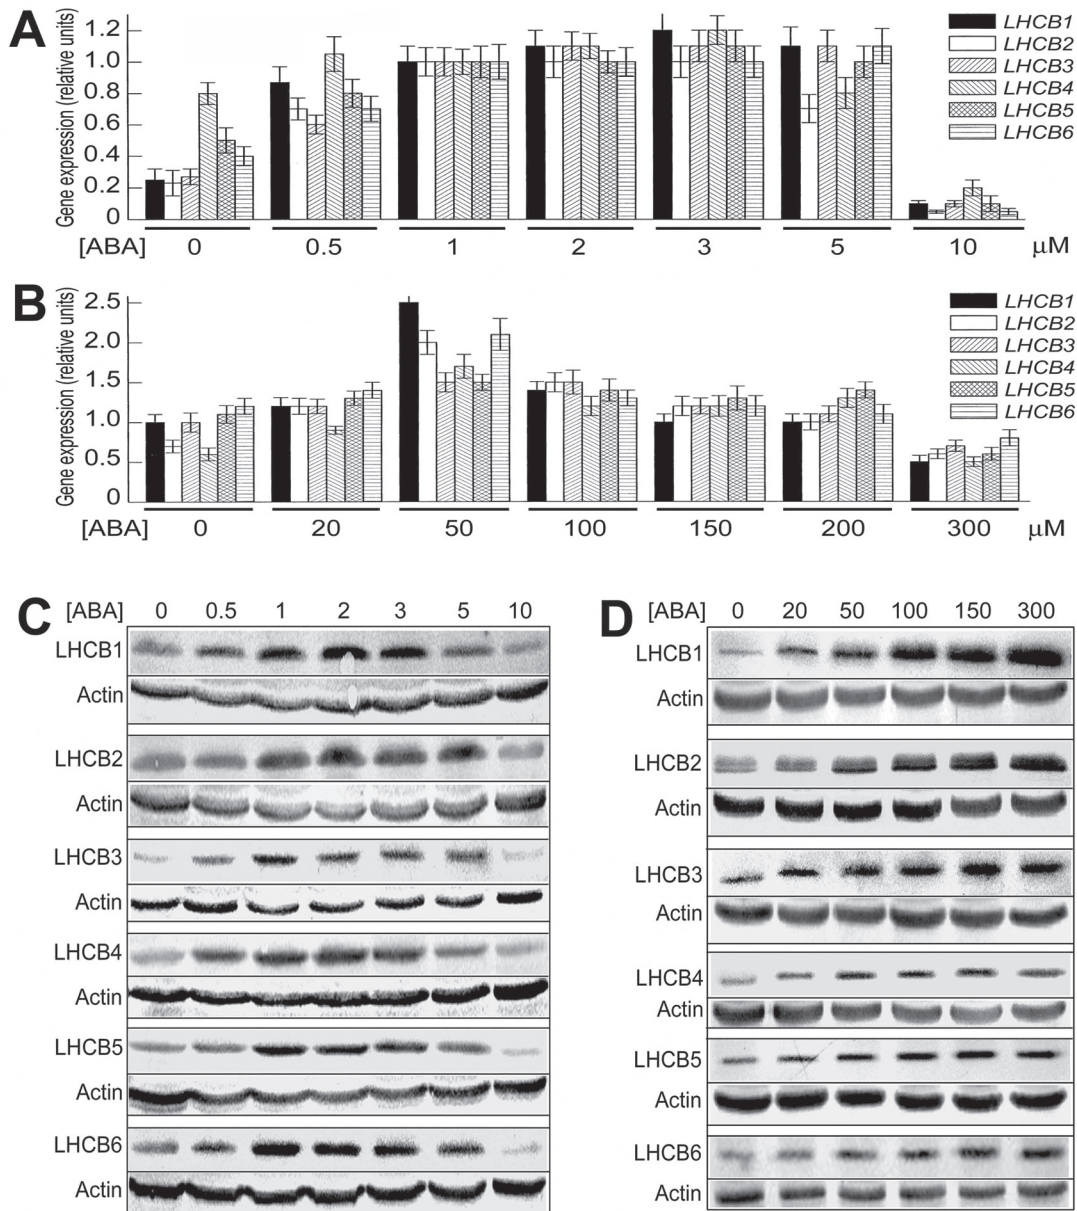 A
Gene expression (relative units)
1.2
1.0
0.8
0.6
0.4
0.2
0
LHCB1
LHCB2
LHCB3
LHCB4
LHCB5
LHCB6
[ABA] 0 0.5 1 2 3 5 10 μM
B
Gene expression (relative units)
2.5
2.0
1.5
1.0
0.5
0
LHCB1
LHCB2
LHCB3
LHCB4
LHCB5
LHCB6
[ABA] 0 20 50 100 150 200 300 μM
C
[ABA] 0 0.5 1 2 3 5 10
LHCB1
Actin
LHCB2
Actin
LHCB3
Actin
LHCB4
Actin
LHCB5
Actin
LHCB6
Actin
D
[ABA] 0 20 50 100 150 300
LHCB1
Actin
LHCB2
Actin
LHCB3
Actin
LHCB4
Actin
LHCB5
Actin
LHCB6
Actin